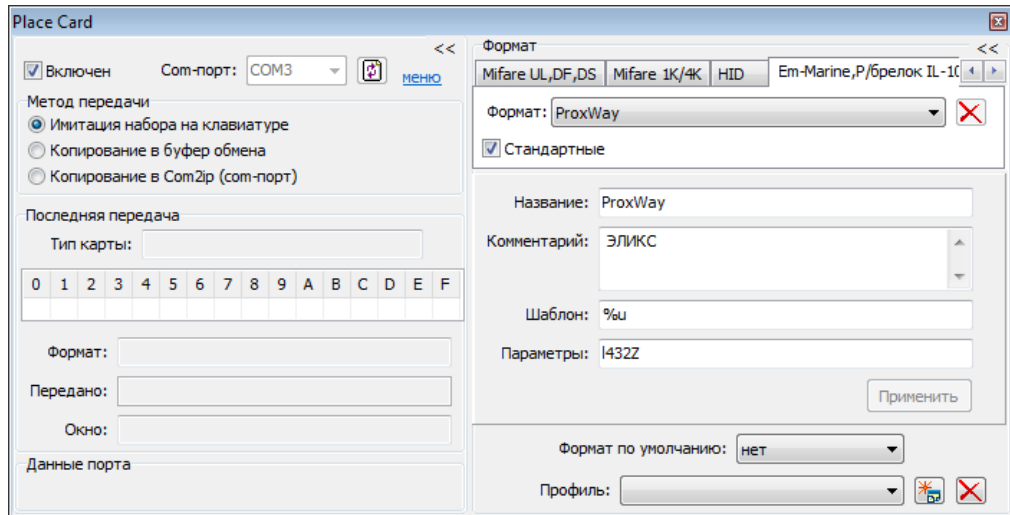 Place Card
<<
Включен
Com-порт:
COM3
меню
Метод передачи
Имитация набора на клавиатуре
Копирование в буфер обмена
Копирование в Com2ip (com-порт)
Последняя передача
Тип карты:
0 1 2 3 4 5 6 7 8 9 A B C D E F
Формат:
Передано:
Окно:
Данные порта
Формат
<<
Mifare UL,DF,DS
Mifare 1K/4K
HID
Em-Marine,Р/брелок IL-10
Формат: ProxWay
Стандартные
Название: ProxWay
Комментарий: ЭЛИКС
Шаблон: %u
Параметры: l432Z
Применить
Формат по умолчанию: нет
Профиль: